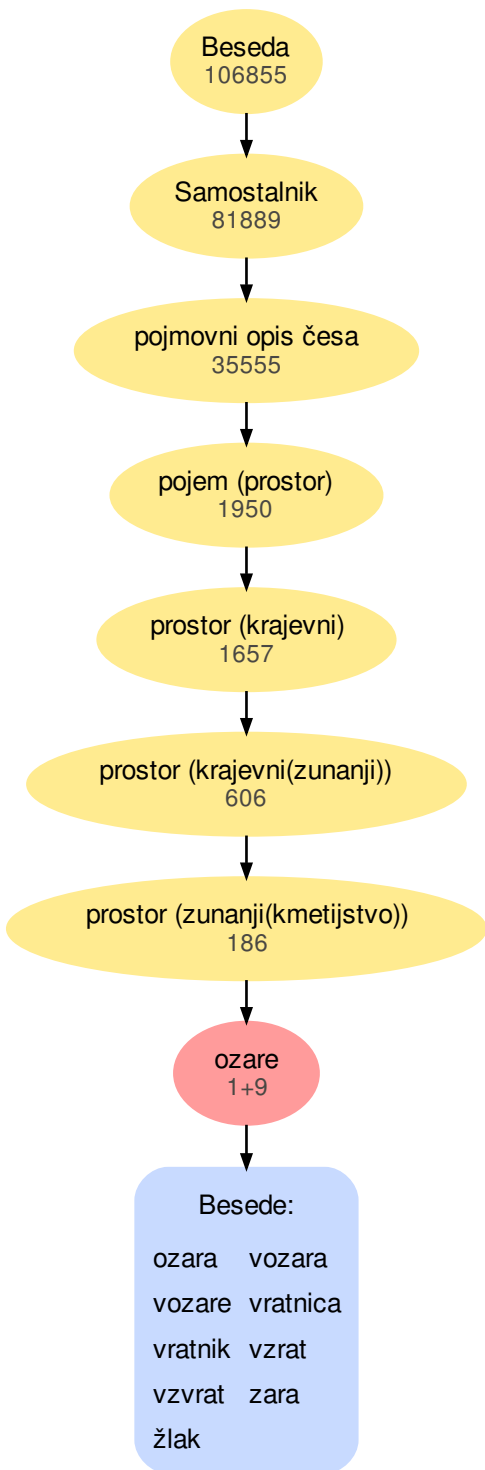 Beseda
106855
Samostalnik
81889
pojmovni opis česa
35555
pojem (prostor)
1950
prostor (krajevni)
1657
prostor (krajevni(zunanji))
606
prostor (zunanji(kmetijstvo))
186
ozare
1+9
Besede:
ozara vozara
vozare vratnica
vratnik vzrat
vzvrat zara
žlak